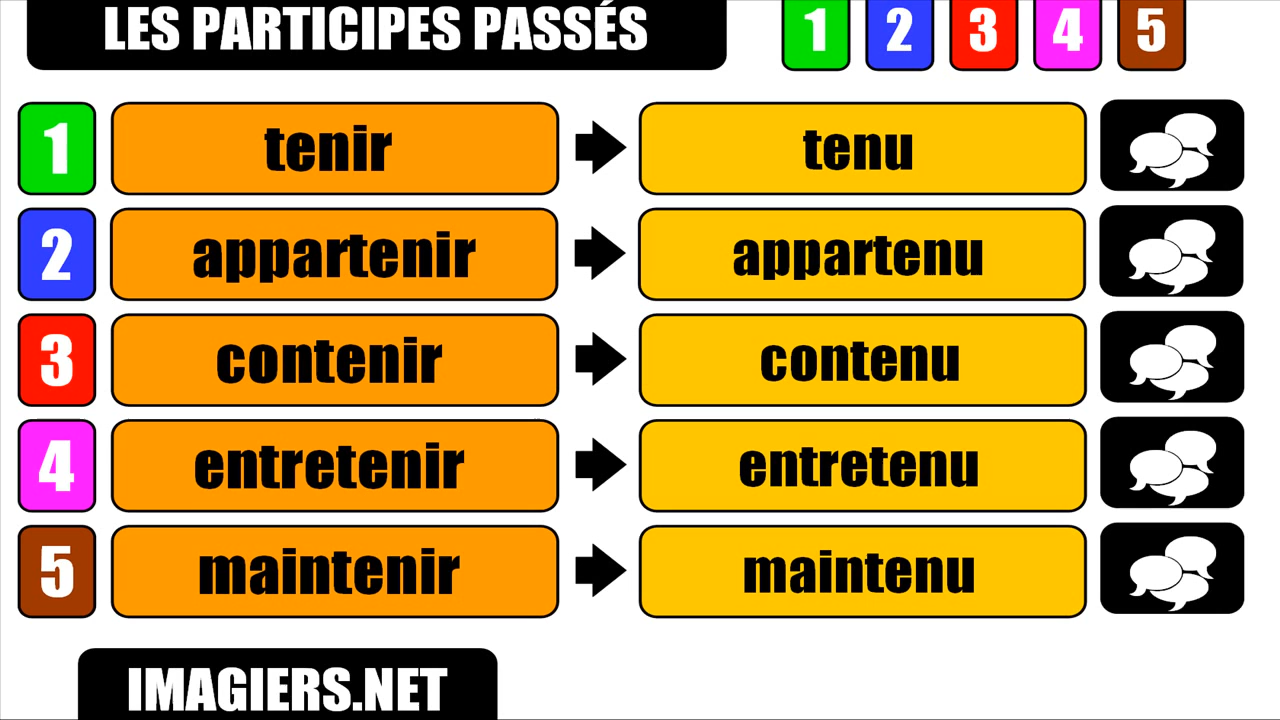 LES PARTICIPES PASSÉS 1 2 3 4 5
1 tenir tenu
2 appartenir appartenu
3 contenir contenu
4 entretenir entretenu
5 maintenir maintenu
IMAGIERS.NET